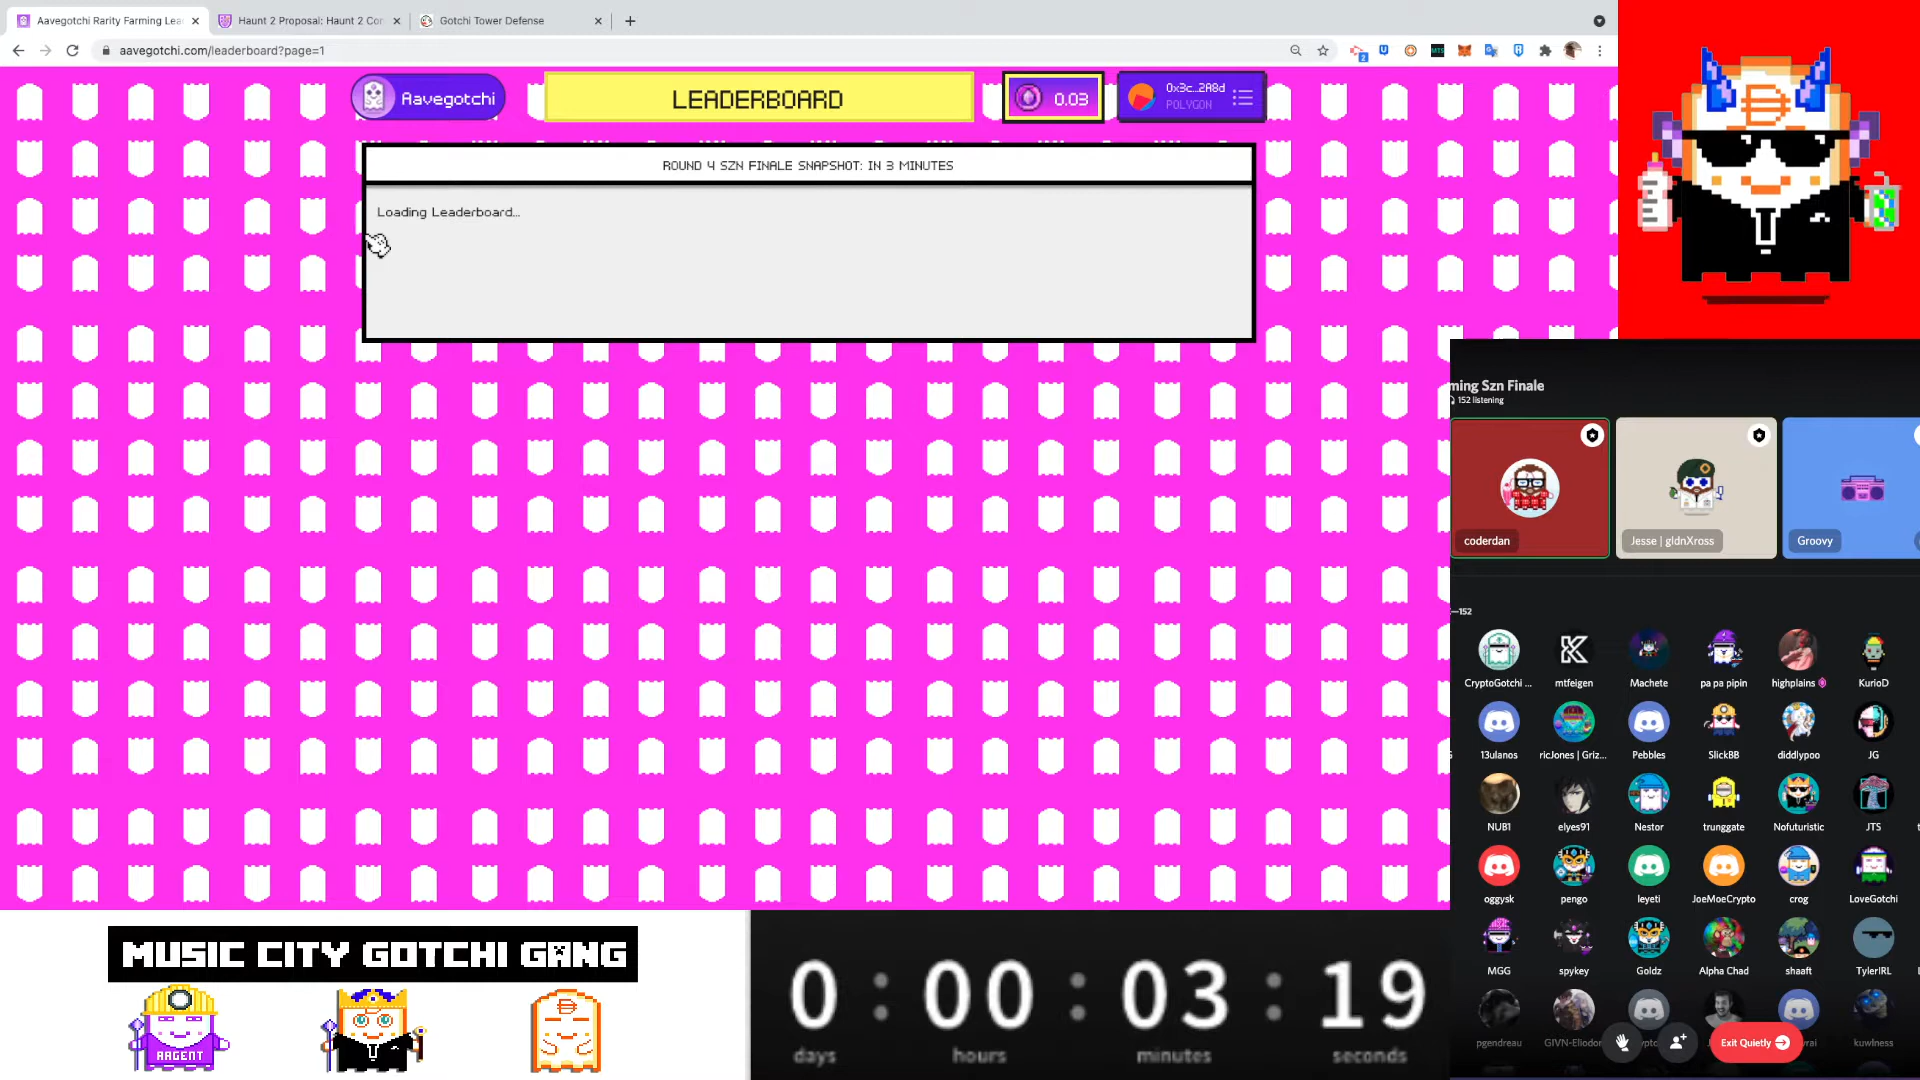 Aavegotchi Rarity Farming Lea
Haunt 2 Proposal: Haunt 2 Con
Gotchi Tower Defense
aavegotchi.com/leaderboard?page=1
Aavegotchi
LEADERBOARD
0.03
0x3c...2A8d
POLYGON
ROUND 4 SZN FINALE SNAPSHOT: IN 3 MINUTES
Loading Leaderboard...
ming Szn Finale
152 listening
coderdan
Jesse | gldnXross
Groovy
—152
CryptoGotchi ...
mtfeigen
Machete
pa pa pipin
highplains
KurioD
13ulanos
ricJones | Griz...
Pebbles
SlickBB
diddlypoo
JG
NUB1
elyes91
Nestor
trunggate
Nofuturistic
JTS
oggysk
pengo
leyeti
JoeMoeCrypto
crog
LoveGotchi
MGG
spykey
Goldz
Alpha Chad
shaaft
TylerIRL
pgendreau
GIVN-Eliodor
Exit Quietly
kuwlness
MUSIC CITY GOTCHI GANG
AAGENT
0 : 00 : 03 : 19
days hours minutes seconds